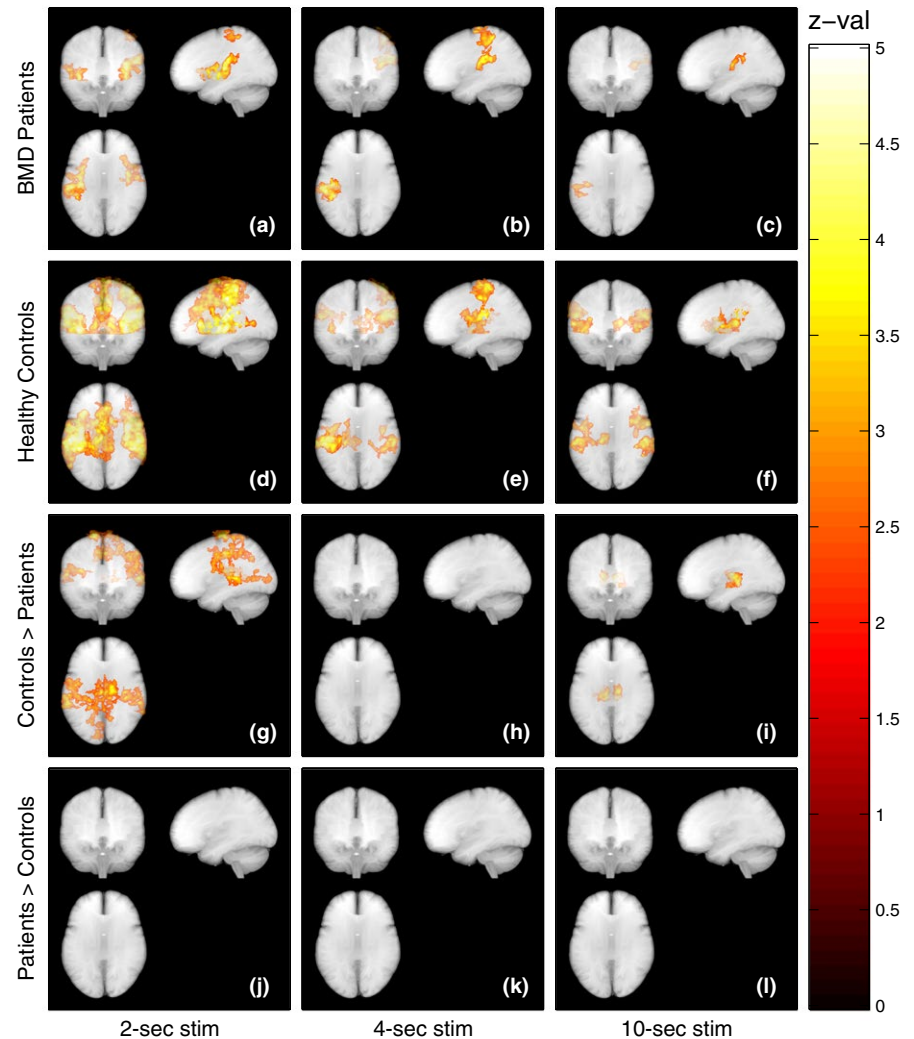 z−val
BMD Patients
(a)
(b)
(c)
Healthy Controls
(d)
(e)
(f)
Controls > Patients
(g)
(h)
(i)
Patients > Controls
(j)
(k)
(l)
2-sec stim
4-sec stim
10-sec stim
5
4.5
4
3.5
3
2.5
2
1.5
1
0.5
0